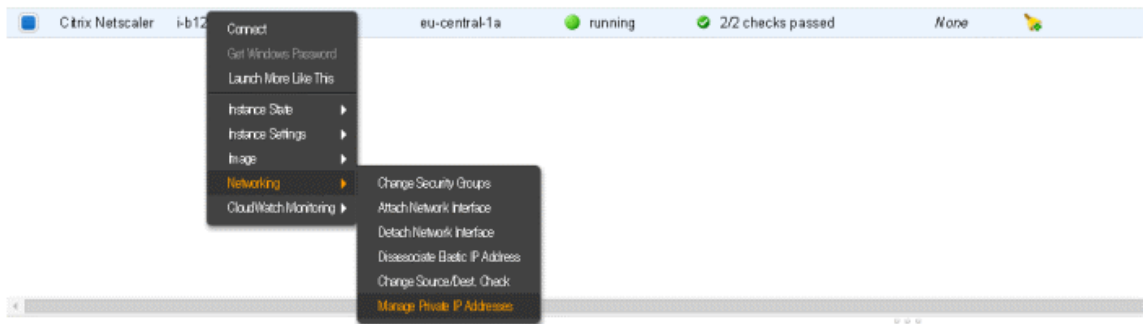 Citrix Netscaler i-b12 eu-central-1a running 2/2 checks passed None
Connect
Get Windows Password
Launch More Like This
Instance State
Instance Settings
Image
Networking
CloudWatch Monitoring
Change Security Groups
Attach Network Interface
Detach Network Interface
Disassociate Elastic IP Address
Change Source/Dest. Check
Manage Private IP Addresses